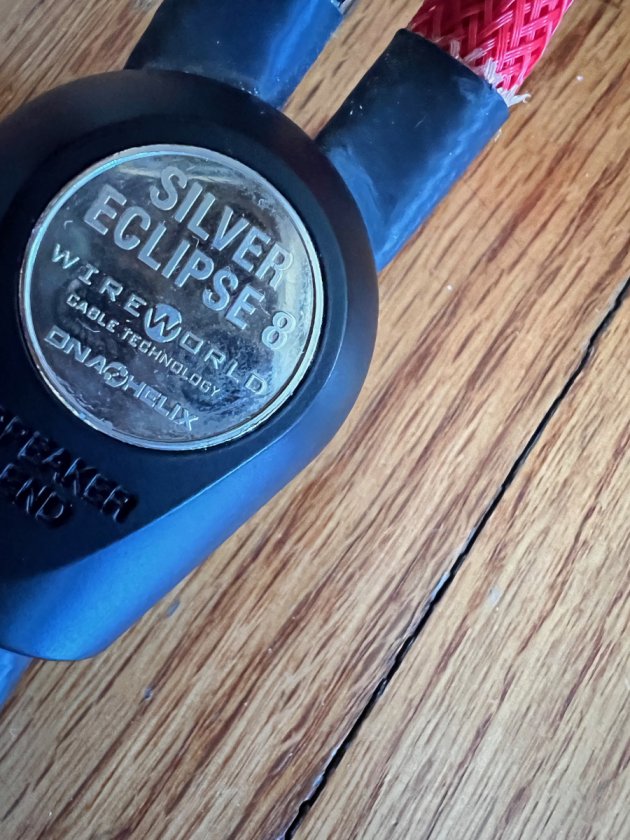 SILVER
ECLIPSE 8
WIREWORLD
CABLE TECHNOLOGY
DNA HELIX
SPEAKER
END